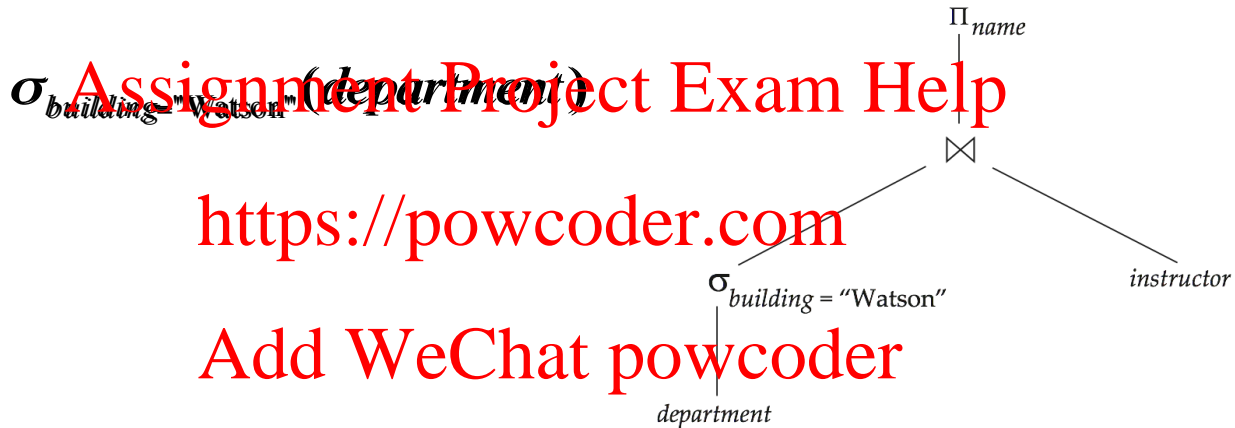 Π name
σ building="Watson" (department)
Assignment Project Exam Help
⋈
https://powcoder.com
σ building = “Watson”
instructor
Add WeChat powcoder
department